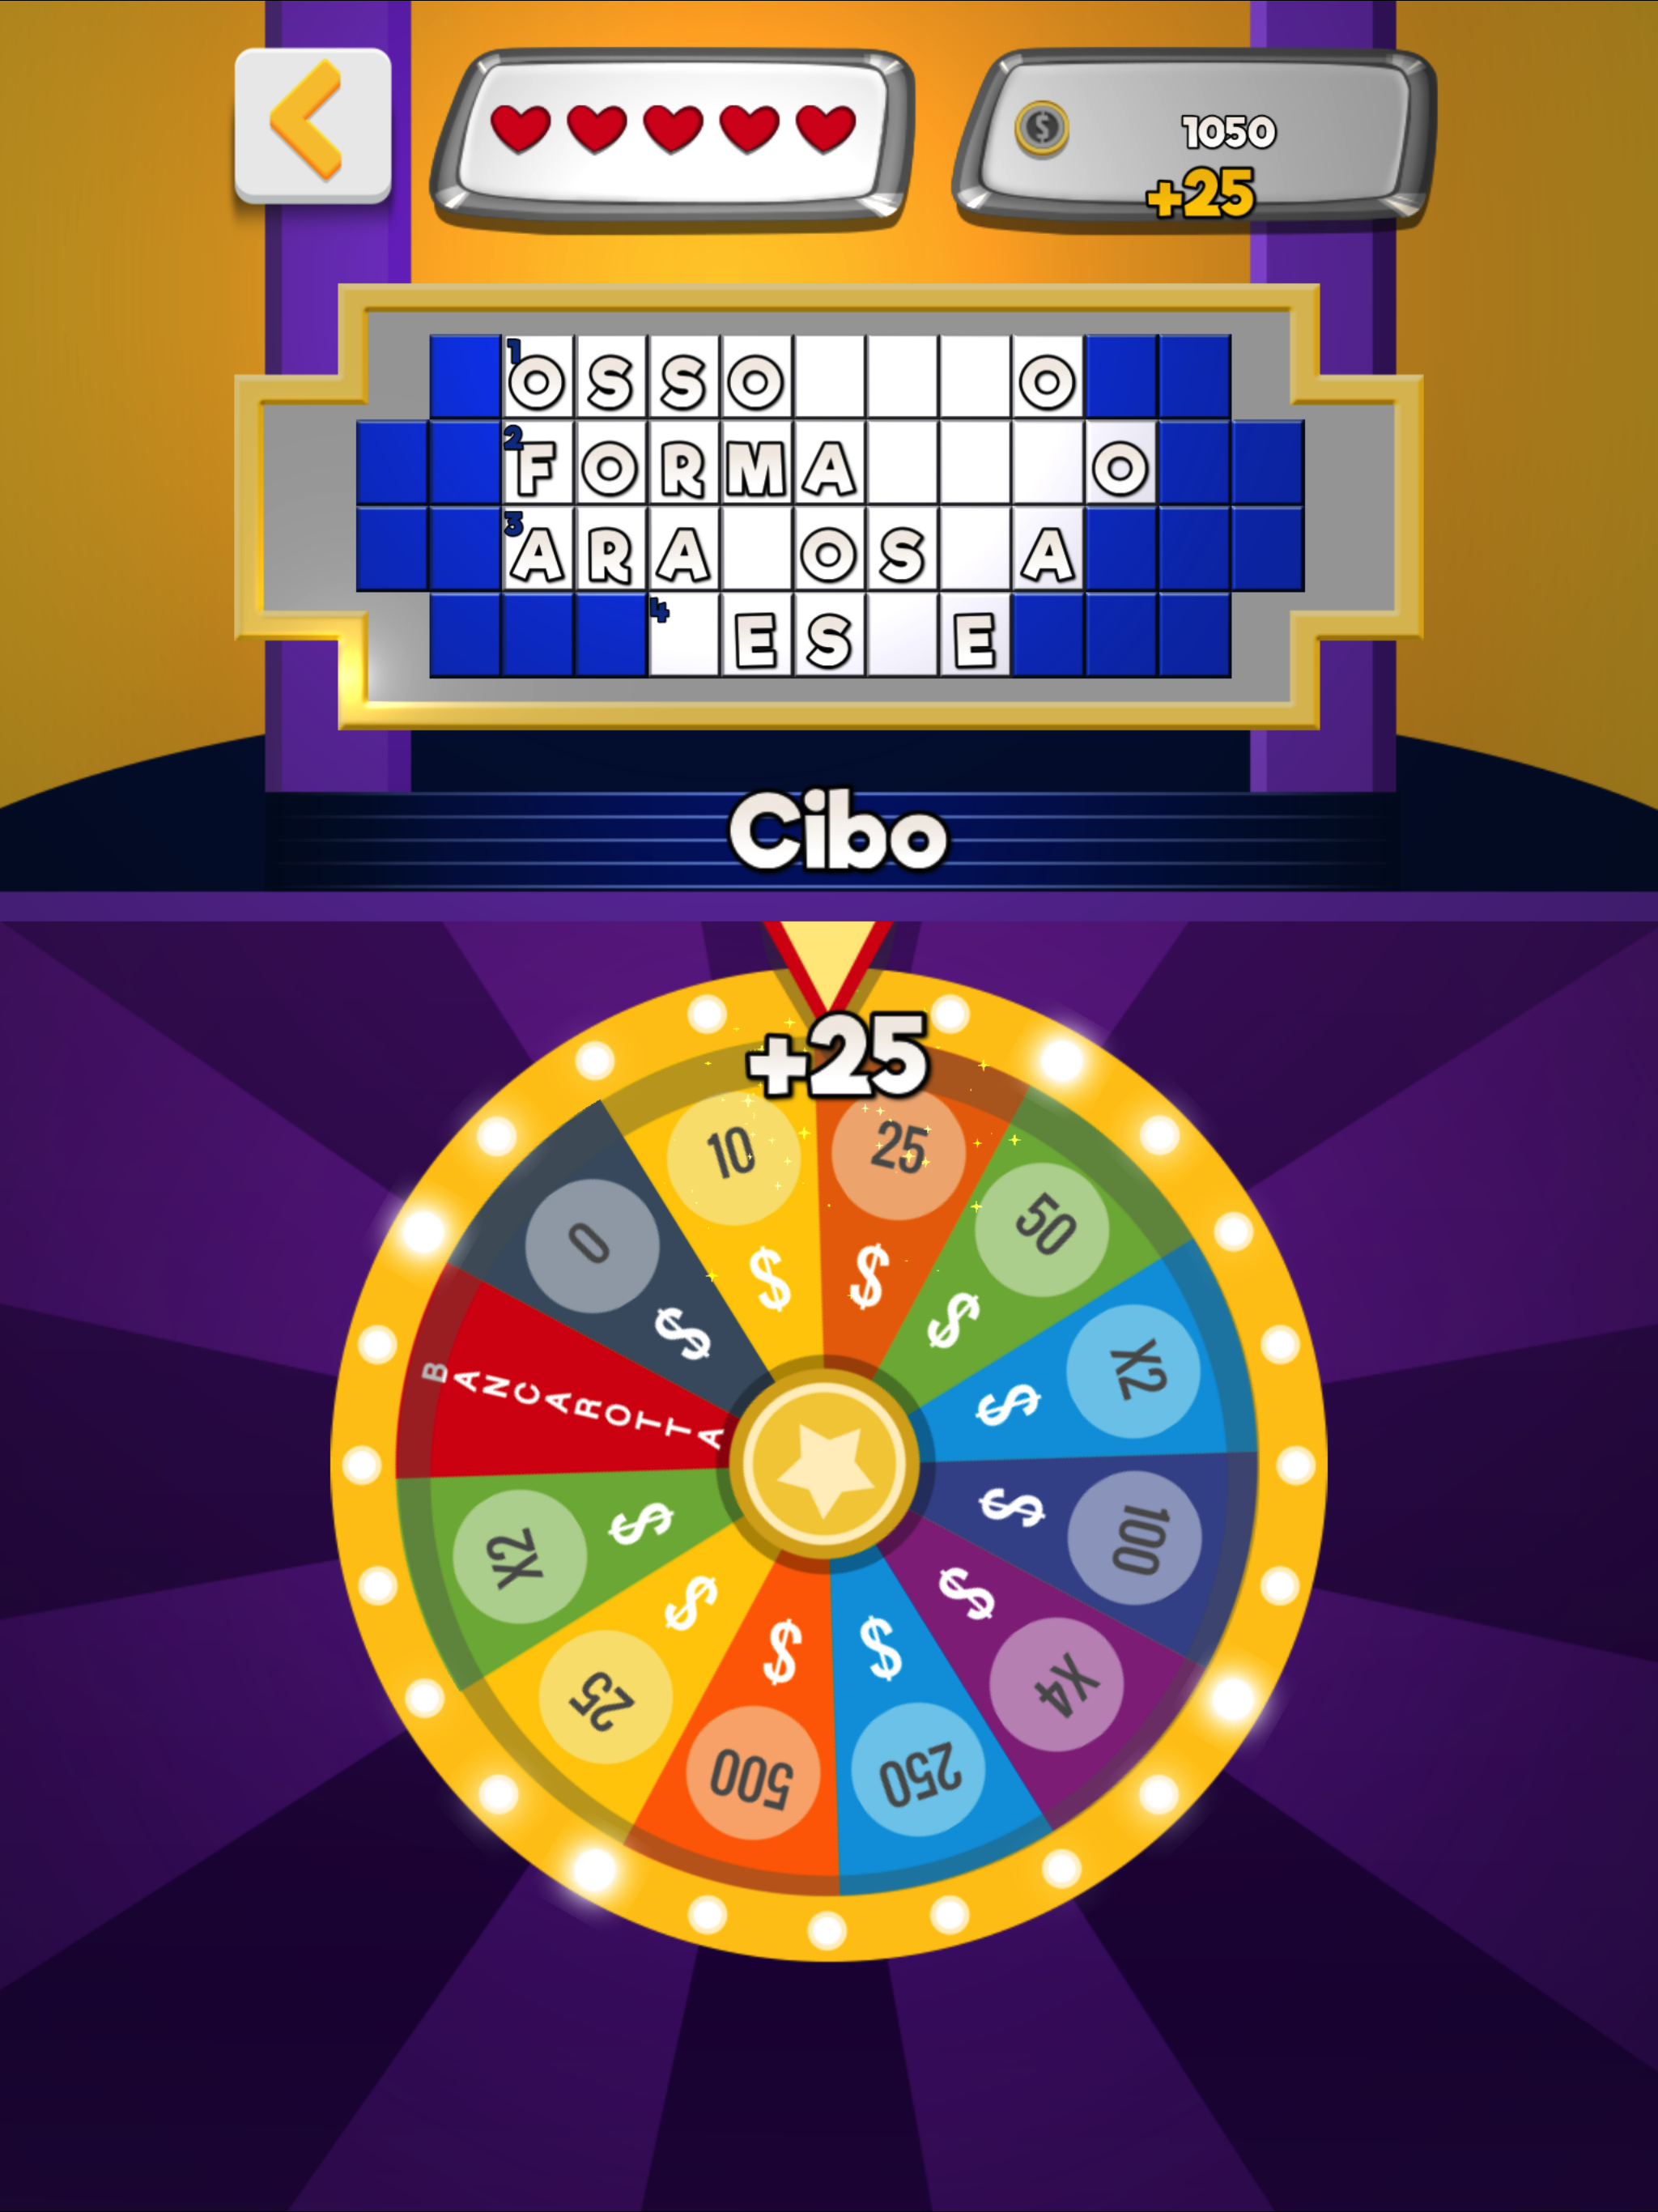 1050
+25
1
OSSO O
2
FORMA O
3
ARA OS A
4
ES E
Cibo
+25
10 $
25 $
50 $
X2 $
100 $
X4 $
250 $
500 $
25 $
X2 $
BANCAROTTA
0 $